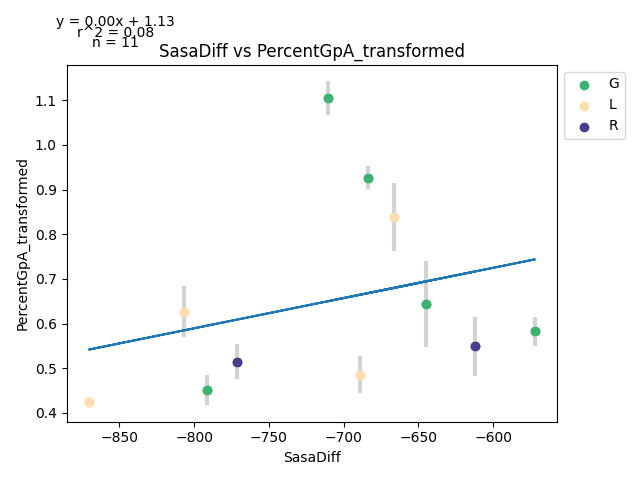 y = 0.00x + 1.13
r^2 = 0.08
n = 11
SasaDiff vs PercentGpA_transformed
G
L
R
PercentGpA_transformed
1.1
1.0
0.9
0.8
0.7
0.6
0.5
0.4
−850 −800 −750 −700 −650 −600
SasaDiff